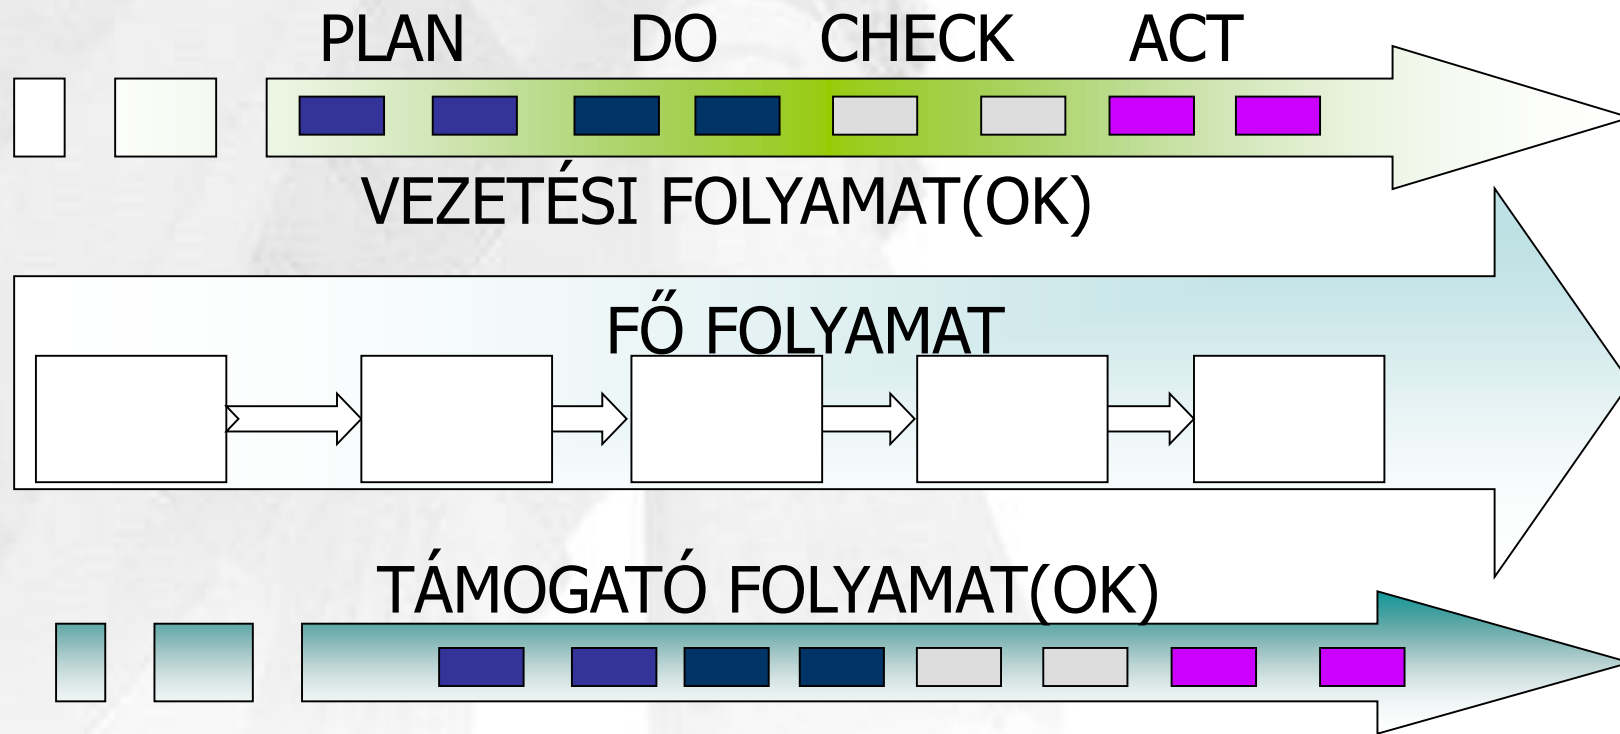 PLAN DO CHECK ACT
VEZETÉSI FOLYAMAT(OK)
FŐ FOLYAMAT
TÁMOGATÓ FOLYAMAT(OK)